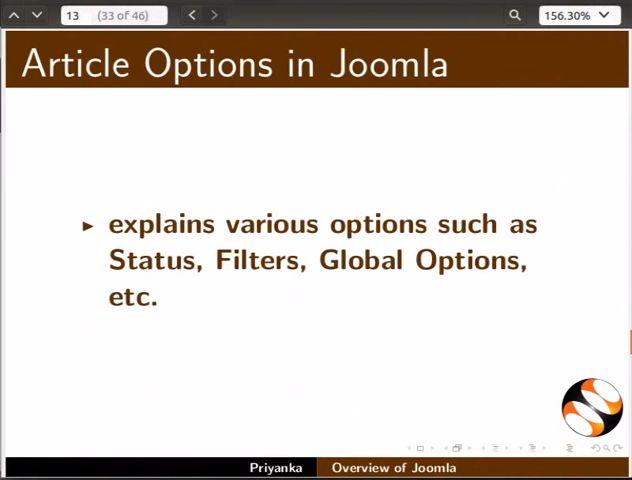 13 (33 of 46) 156.30%
Article Options in Joomla
explains various options such as
Status, Filters, Global Options,
etc.
Priyanka Overview of Joomla